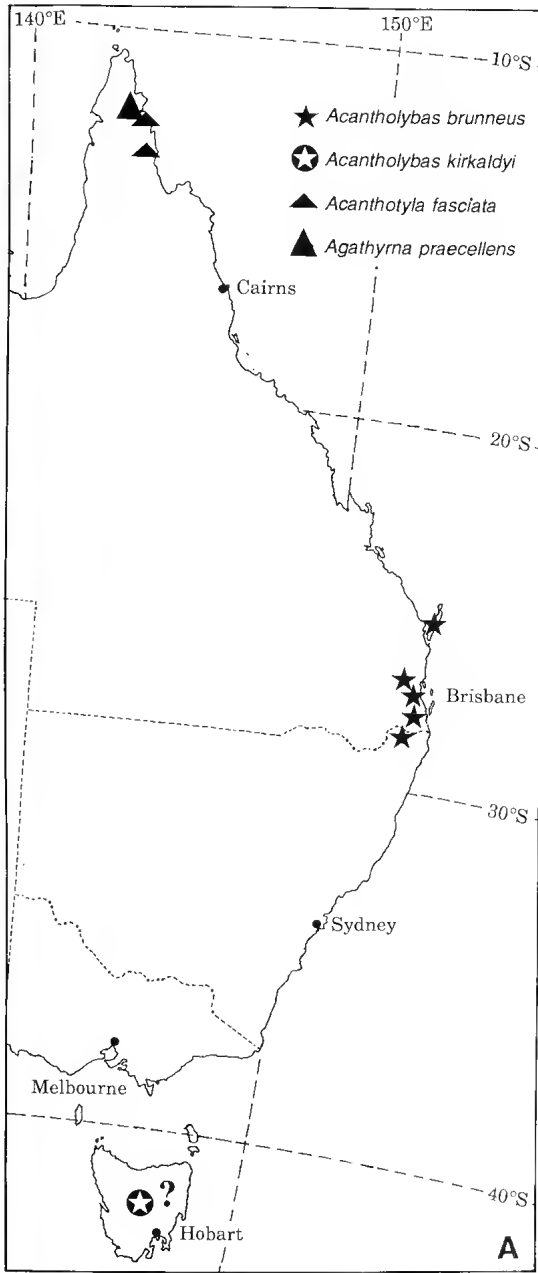 140°E
150°E
10°S
Acantholybas brunneus
Acantholybas kirkaldyi
Acanthotyla fasciata
Agathyrna praecellens
Cairns
20°S
Brisbane
30°S
Sydney
Melbourne
40°S
?
Hobart
A